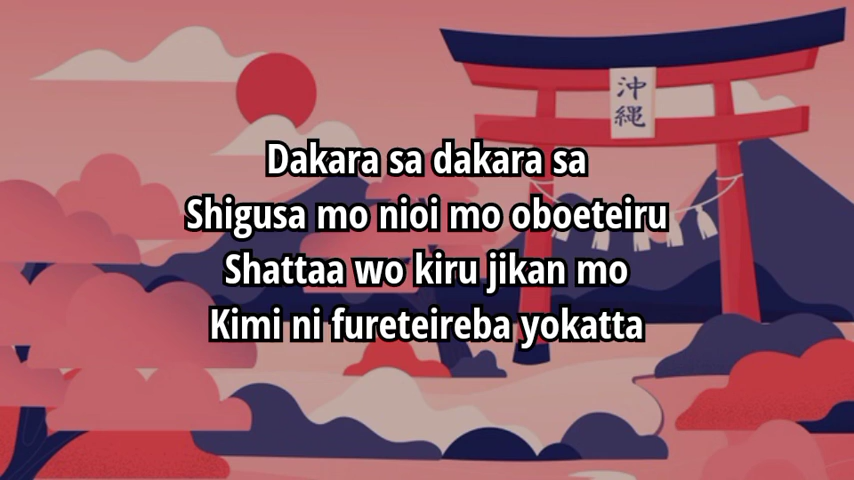 沖
縄
Dakara sa dakara sa
Shigusa mo nioi mo oboeteiru
Shattaa wo kiru jikan mo
Kimi ni fureteireba yokatta